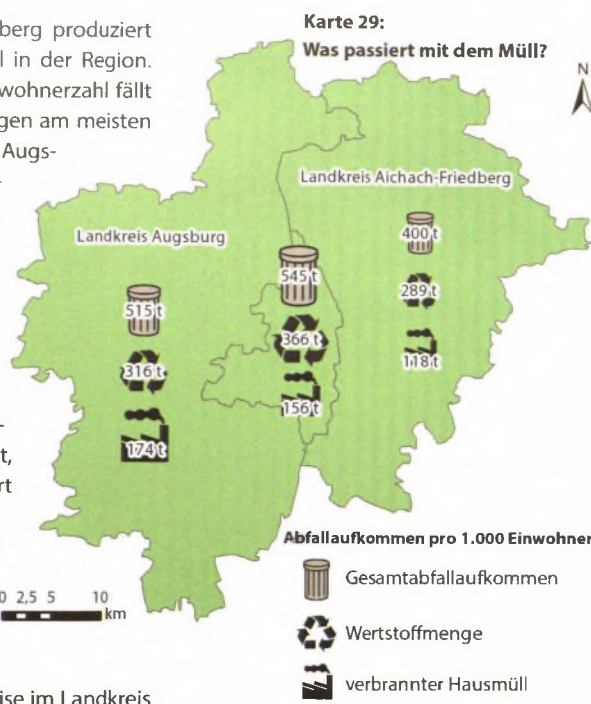 berg produziert
l in der Region.
wohnerzahl fällt
gen am meisten
Augs-
t,
rt
Karte 29:
Was passiert mit dem Müll?
N
Landkreis Aichach-Friedberg
Landkreis Augsburg
400 t
289 t
118 t
545 t
366 t
156 t
515 t
316 t
174 t
0 2,5 5 10
km
Abfallaufkommen pro 1.000 Einwohner
Gesamtabfallaufkommen
Wertstoffmenge
verbrannter Hausmüll
ise im Landkreis